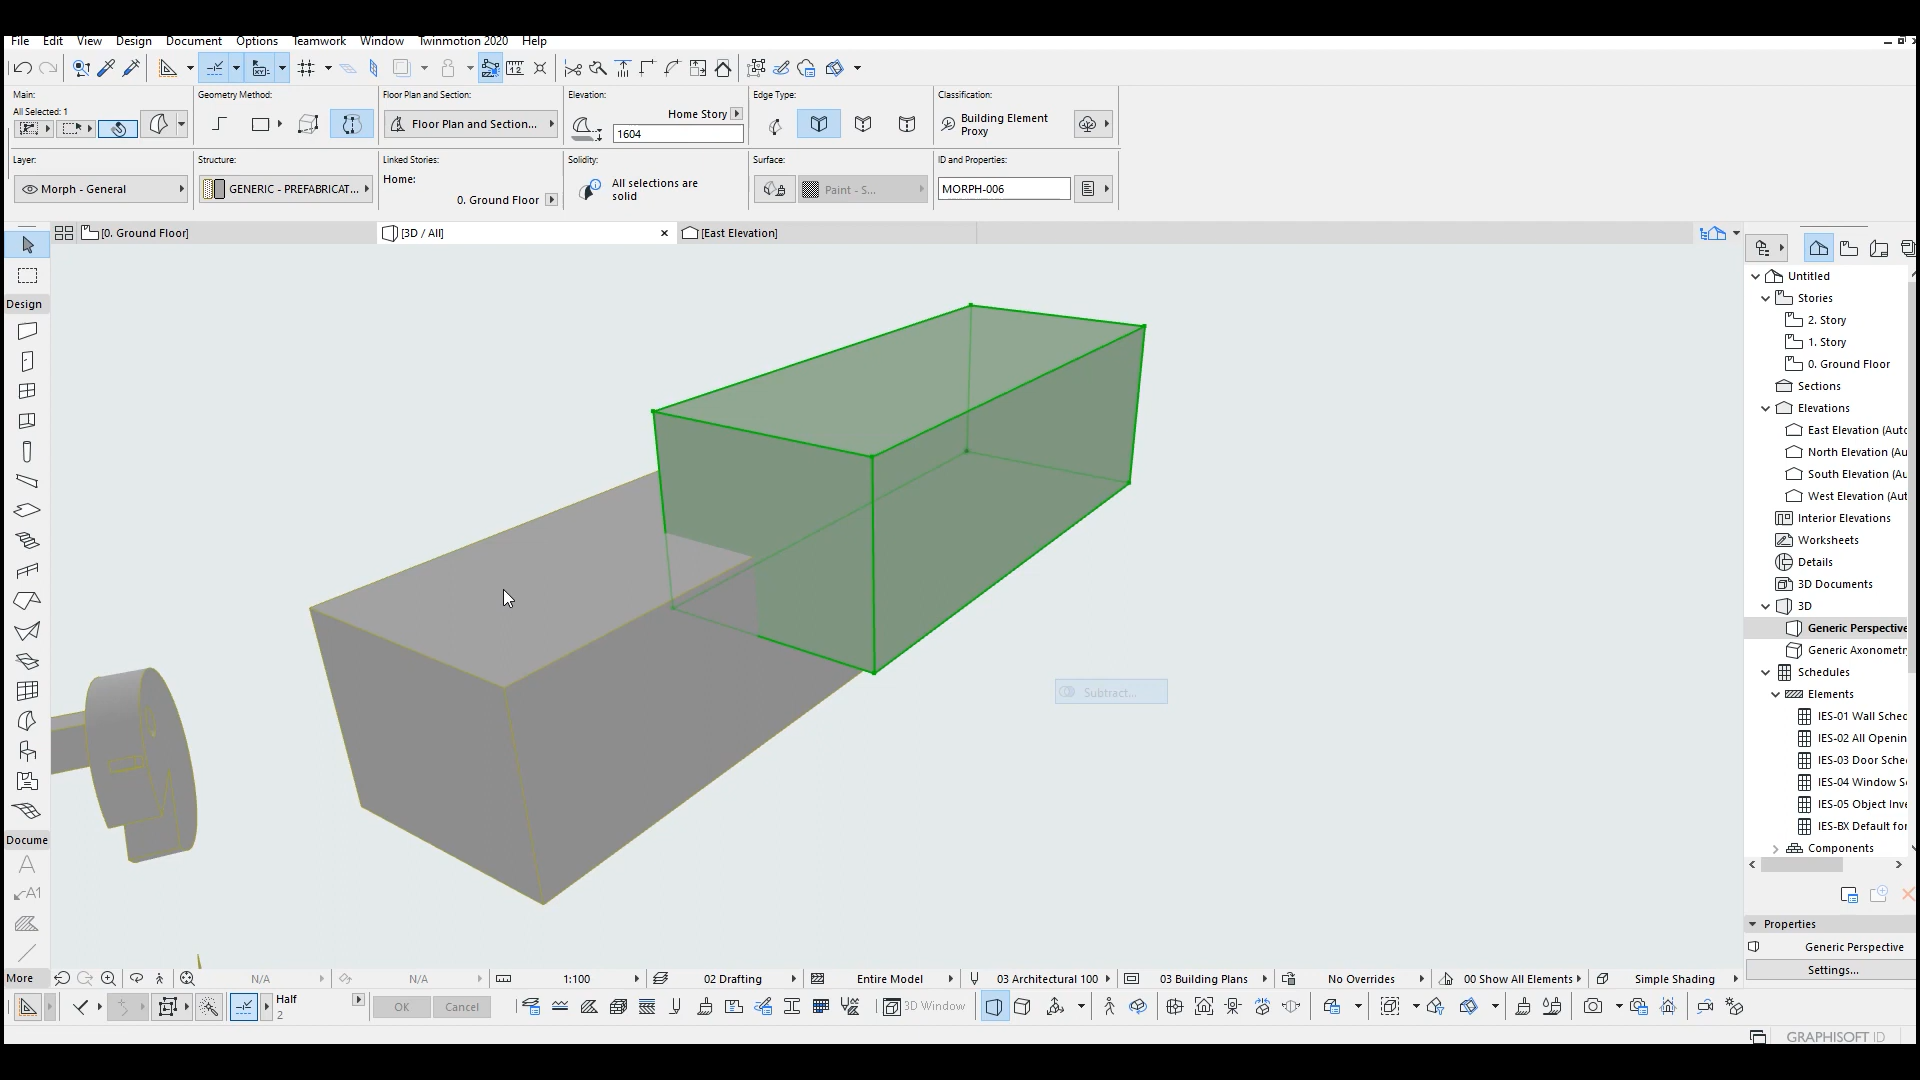 File Edit View Design Document Options Teamwork Window Twinmotion 2020 Help
Main:
All Selected: 1
Geometry Method:
Floor Plan and Section:
Floor Plan and Section...
Elevation:
Home Story
1604
Edge Type:
Classification:
Building Element
Proxy
Layer:
Morph - General
Structure:
GENERIC - PREFABRICAT...
Linked Stories:
Home:
0. Ground Floor
Solidity:
All selections are
solid
Surface:
Paint - S...
ID and Properties:
MORPH-006
[0. Ground Floor]
[3D / All]
[East Elevation]
Design
Docume
More
Subtract...
Untitled
Stories
2. Story
1. Story
0. Ground Floor
Sections
Elevations
East Elevation (Auto
North Elevation (Au
South Elevation (Au
West Elevation (Aut
Interior Elevations
Worksheets
Details
3D Documents
3D
Generic Perspective
Generic Axonometry
Schedules
Elements
IES-01 Wall Sched
IES-02 All Openin
IES-03 Door Sche
IES-04 Window S
IES-05 Object Inve
IES-BX Default for
Components
Properties
Generic Perspective
Settings...
N/A
N/A
1:100
02 Drafting
Entire Model
03 Architectural 100
03 Building Plans
No Overrides
00 Show All Elements
Simple Shading
Half
2
OK
Cancel
3D Window
GRAPHISOFT ID